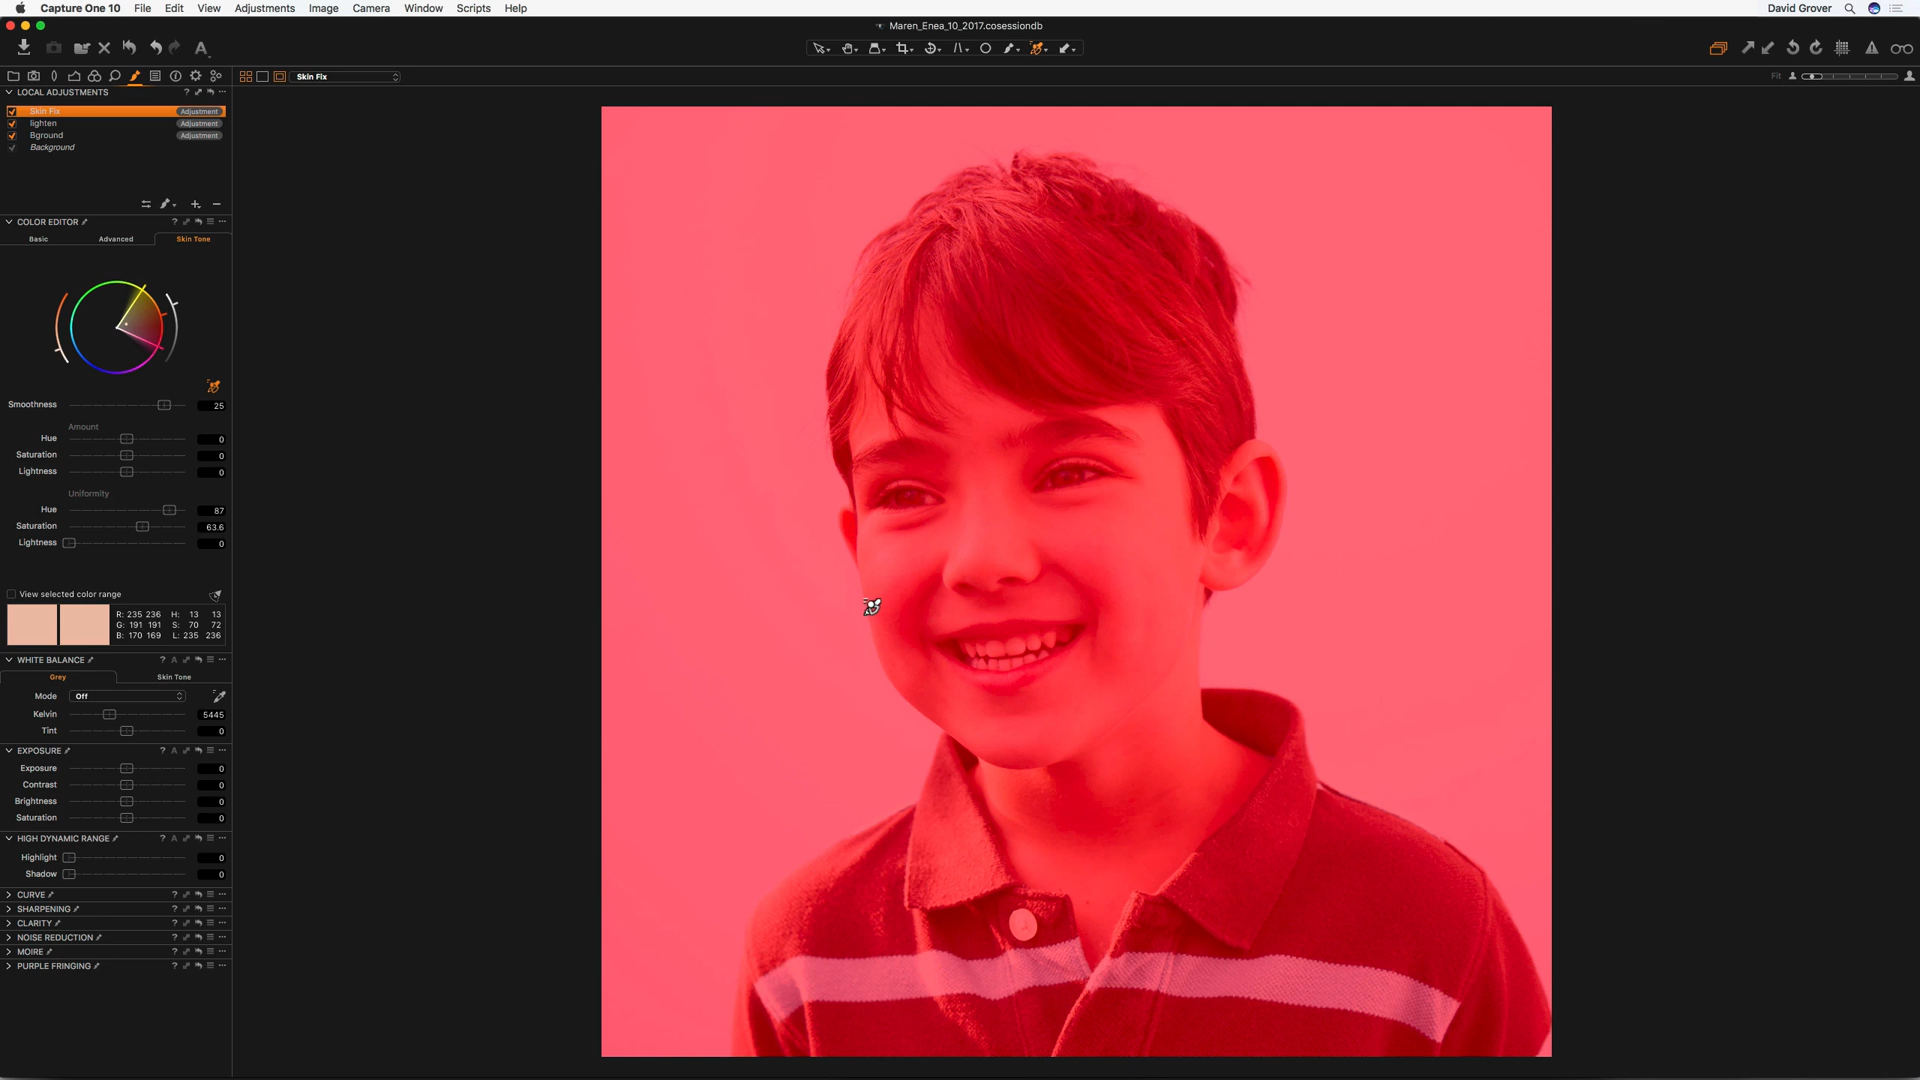 Capture One 10 File Edit View Adjustments Image Camera Window Scripts Help David Grover
Maren_Enea_10_2017.cosessiondb
Skin Fix
Fit
LOCAL ADJUSTMENTS ? ...
Skin Fix Adjustment
lighten Adjustment
Bground Adjustment
Background
COLOR EDITOR ? ...
Basic Advanced Skin Tone
Smoothness 25
Amount
Hue 0
Saturation 0
Lightness 0
Uniformity
Hue 87
Saturation 63.6
Lightness 0
View selected color range
R: 235 236 H: 13 13
G: 191 191 S: 70 72
B: 170 169 L: 235 236
WHITE BALANCE ? A ...
Grey Skin Tone
Mode Off
Kelvin 5445
Tint 0
EXPOSURE ? A ...
Exposure 0
Contrast 0
Brightness 0
Saturation 0
HIGH DYNAMIC RANGE ? A ...
Highlight 0
Shadow 0
CURVE ? ...
SHARPENING ? ...
CLARITY ? ...
NOISE REDUCTION ? ...
MOIRE ? ...
PURPLE FRINGING ? ...